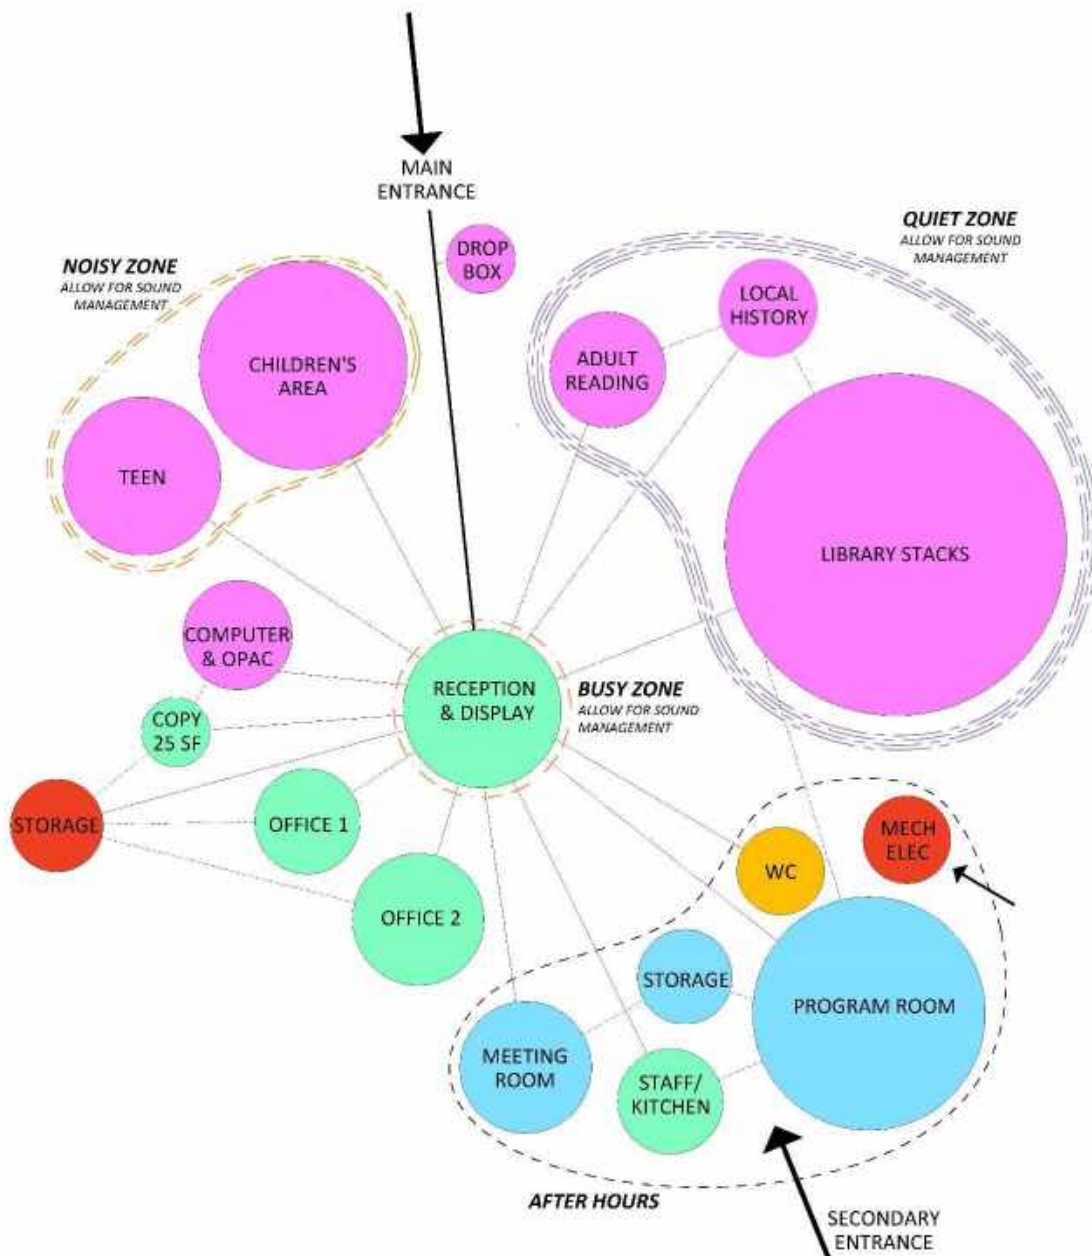 MAIN
ENTRANCE
DROP
BOX
QUIET ZONE
ALLOW FOR SOUND
MANAGEMENT
NOISY ZONE
ALLOW FOR SOUND
MANAGEMENT
LOCAL
HISTORY
CHILDREN'S
AREA
ADULT
READING
TEEN
LIBRARY STACKS
COMPUTER
& OPAC
RECEPTION
& DISPLAY
BUSY ZONE
ALLOW FOR SOUND
MANAGEMENT
COPY
25 SF
STORAGE
OFFICE 1
MECH
ELEC
WC
OFFICE 2
STORAGE
PROGRAM ROOM
MEETING
ROOM
STAFF/
KITCHEN
AFTER HOURS
SECONDARY
ENTRANCE